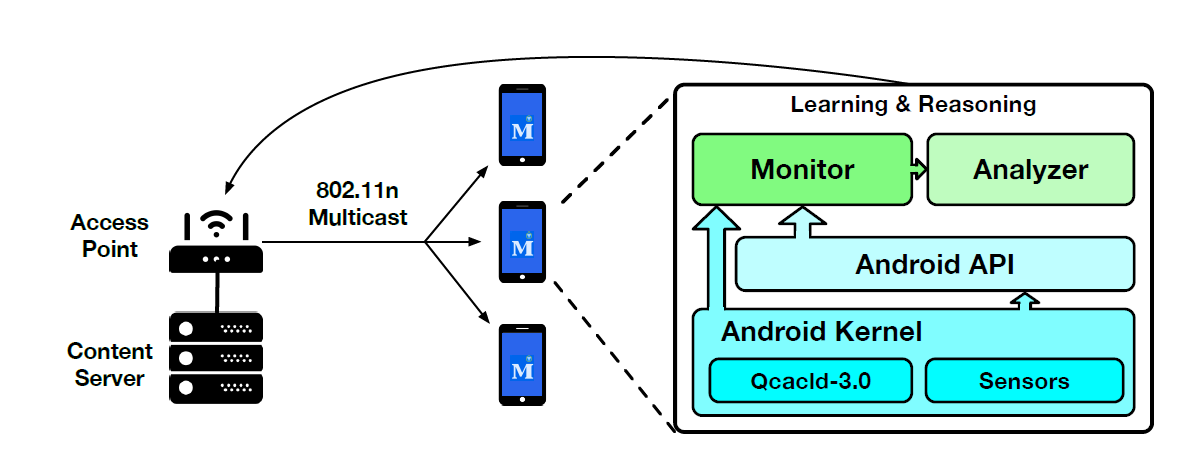 Learning & Reasoning
Monitor
Analyzer
802.11n
Multicast
Access
Point
Android API
Content
Server
Android Kernel
Qcacld-3.0
Sensors
M
M
M